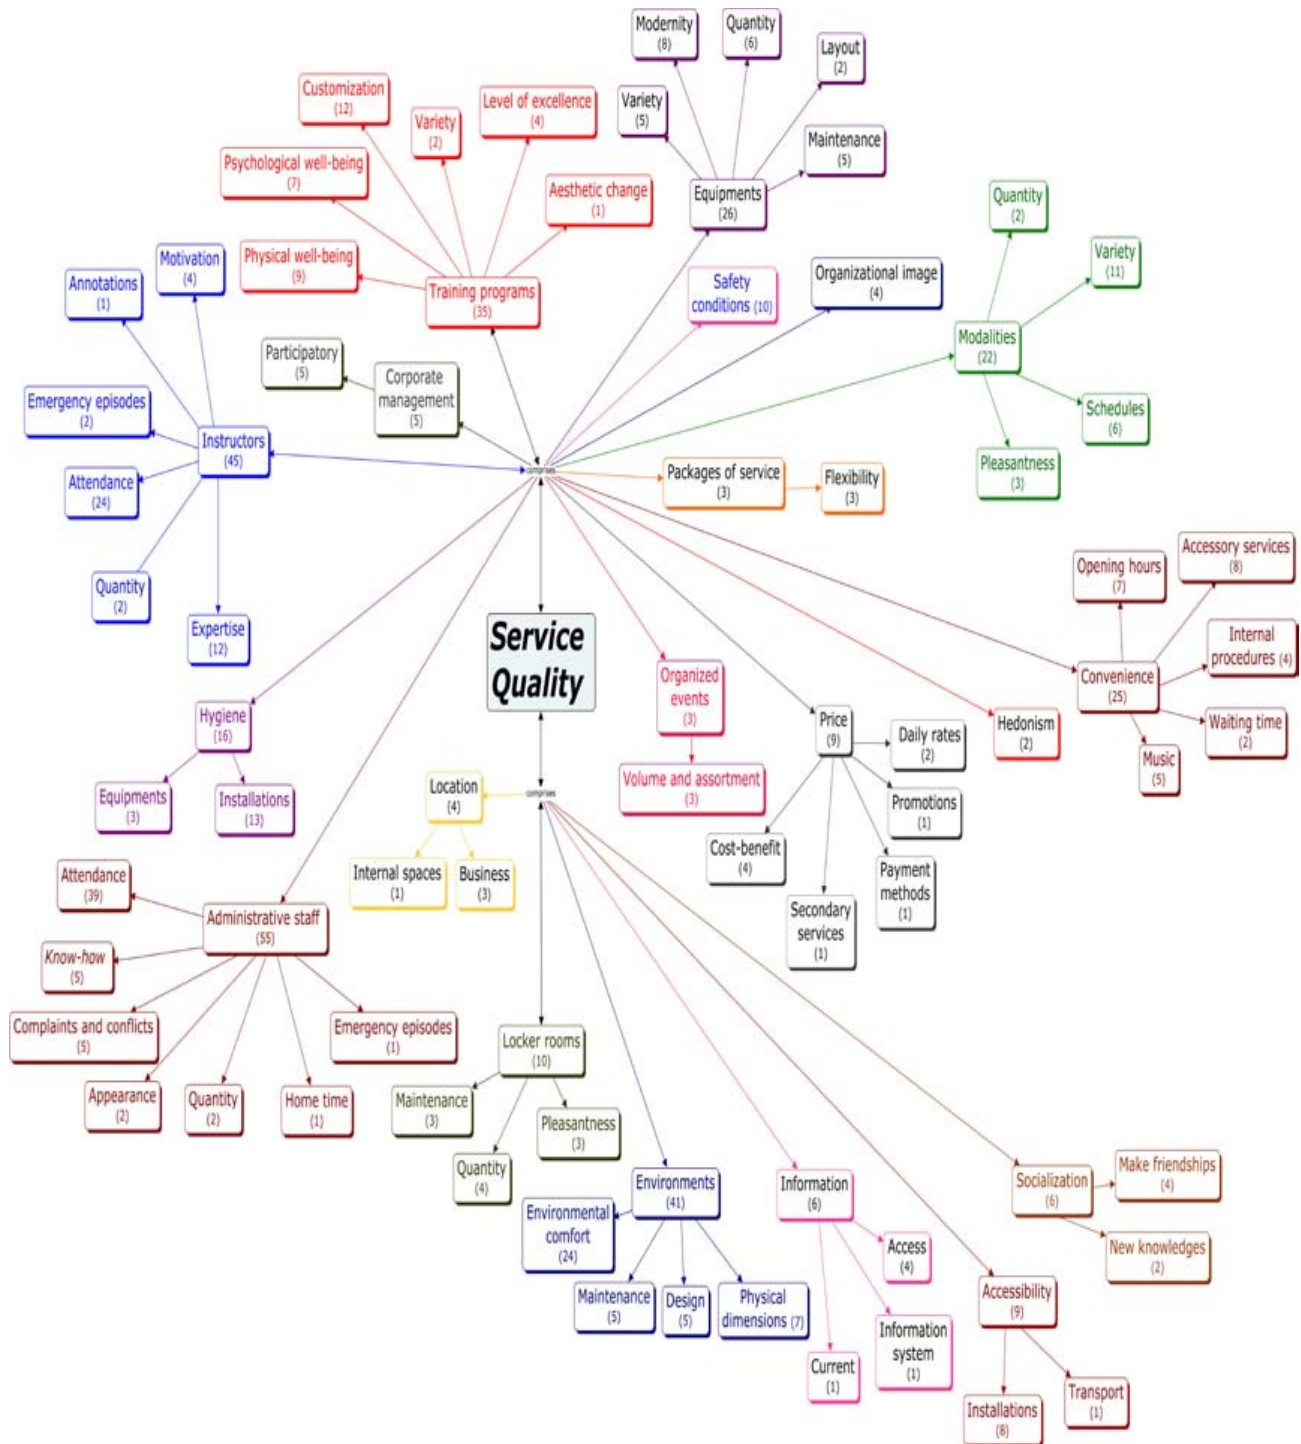 Modernity
(8)
Quantity
(6)
Layout
(2)
Variety
(5)
Maintenance
(5)
Equipments
(26)
Customization
(12)
Variety
(2)
Level of excellence
(4)
Psychological well-being
(7)
Aesthetic change
(1)
Physical well-being
(9)
Training programs
(35)
Quantity
(2)
Variety
(11)
Modalities
(22)
Schedules
(6)
Pleasantness
(3)
Safety
conditions (10)
Organizational image
(4)
Motivation
(4)
Annotations
(1)
Emergency episodes
(2)
Instructors
(45)
Attendance
(24)
Quantity
(2)
Expertise
(12)
Participatory
(5)
Corporate
management
(5)
comprises
Packages of service
(3)
Flexibility
(3)
Opening hours
(7)
Accessory services
(8)
Internal
procedures (4)
Convenience
(25)
Waiting time
(2)
Music
(5)
Service
Quality
Organized
events
(3)
Volume and assortment
(3)
Price
(9)
Daily rates
(2)
Promotions
(1)
Cost-benefit
(4)
Payment
methods
(1)
Secondary
services
(1)
Hedonism
(2)
Hygiene
(16)
Equipments
(3)
Installations
(13)
Location
(4)
comprises
Internal spaces
(1)
Business
(3)
Attendance
(39)
Administrative staff
(55)
Know-how
(5)
Complaints and conflicts
(5)
Emergency episodes
(1)
Appearance
(2)
Quantity
(2)
Home time
(1)
Locker rooms
(10)
Maintenance
(3)
Pleasantness
(3)
Quantity
(4)
Environments
(41)
Environmental
comfort
(24)
Maintenance
(5)
Design
(5)
Physical
dimensions (7)
Information
(6)
Access
(4)
Information
system
(1)
Current
(1)
Socialization
(6)
Make friendships
(4)
New knowledges
(2)
Accessibility
(9)
Installations
(8)
Transport
(1)